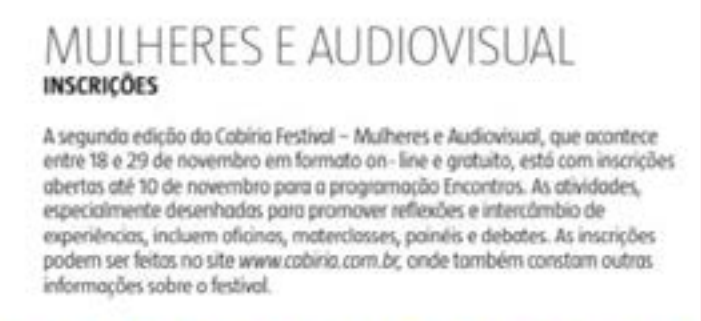 MULHERES E AUDIOVISUAL
INSCRIÇÕES
A segunda edição do Cabíria Festival – Mulheres e Audiovisual, que acontece
entre 18 e 29 de novembro em formato on- line e gratuito, está com inscrições
abertas até 10 de novembro para a programação Encontros. As atividades,
especialmente desenhadas para promover reflexões e intercâmbio de
experiências, incluem oficinas, materclasses, painéis e debates. As inscrições
podem ser feitas no site www.cabiria.com.br, onde também constam outras
informações sobre o festival.